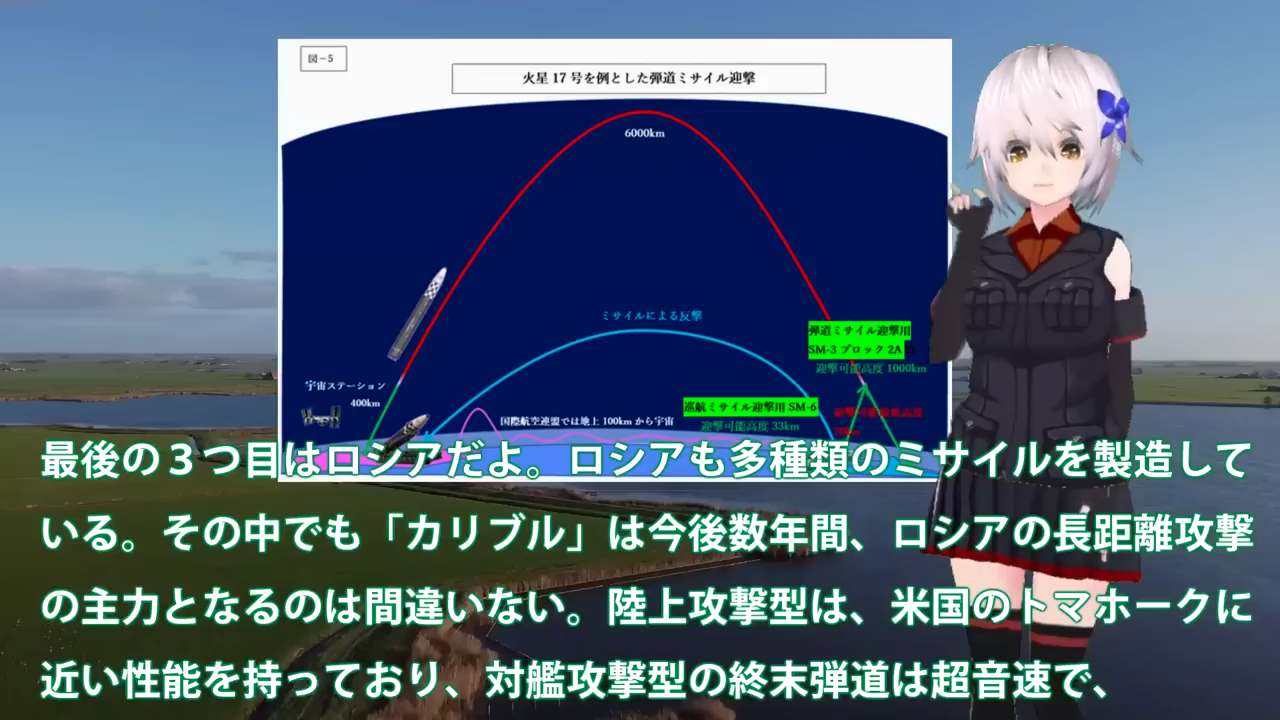 図－5
火星 17 号を例とした弾道ミサイル迎撃
6000km
ミサイルによる反撃
弾道ミサイル迎撃用
SM-3 ブロック 2A
迎撃可能高度 1000km
宇宙ステーション
400km
巡航ミサイル迎撃用 SM-6
迎撃可能高度 33km
国際航空連盟では地上 100km から宇宙
迎撃可能最低高度
最後の３つ目はロシアだよ。ロシアも多種類のミサイルを製造して
いる。その中でも「カリブル」は今後数年間、ロシアの長距離攻撃
の主力となるのは間違いない。陸上攻撃型は、米国のトマホークに
近い性能を持っており、対艦攻撃型の終末弾道は超音速で、